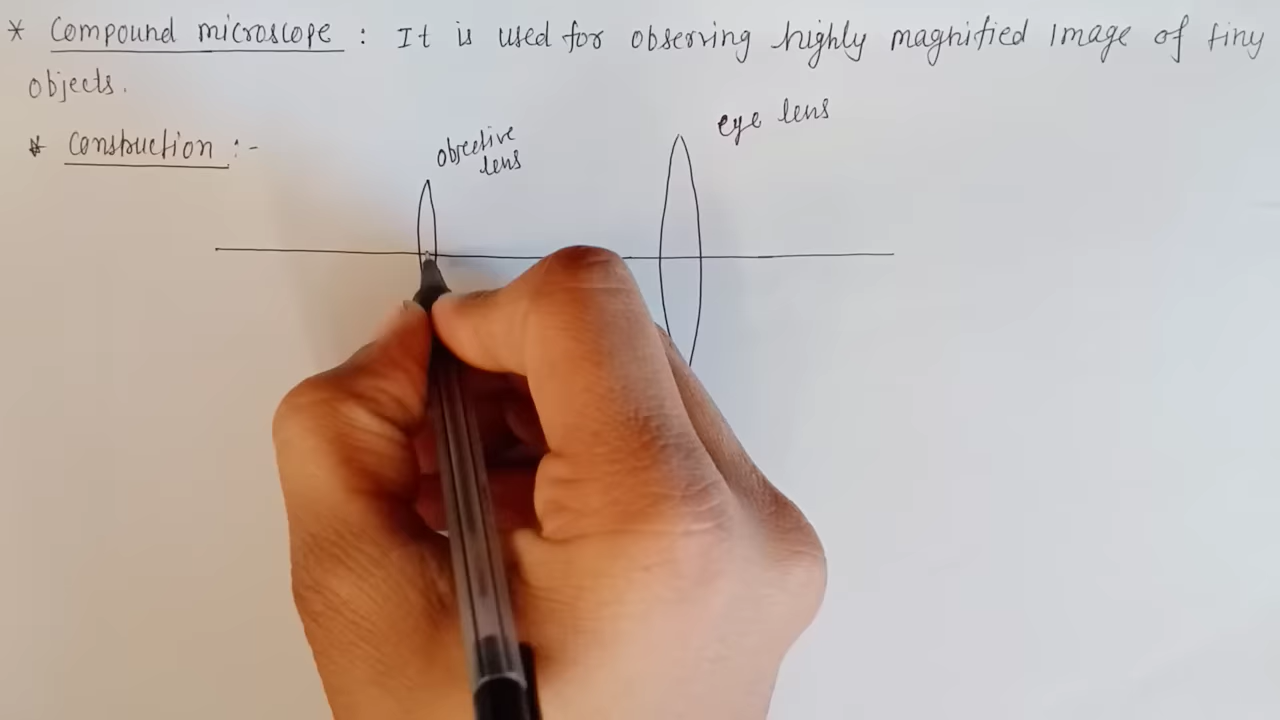 * Compound microscope : It is used for observing highly magnified image of tiny
objects.
* Construction :-
objective
lens
eye lens